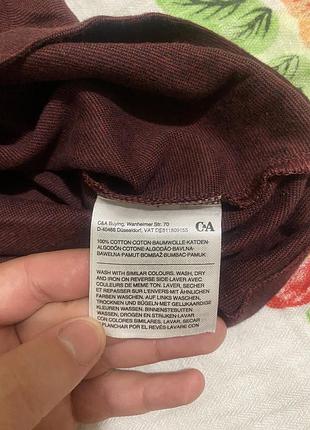 C&A Buying, Wanheimer Str. 70
D-40468 Düsseldorf, VAT DE811809155
C&A
100% COTTON-COTON-BAUMWOLLE-KATOEN-
ALGODÓN-COTONE-ALGODÃO-BAVLNA-
BAWEŁNA-PAMUT-BOMBAŽ-BUMBAC-PAMUK
WASH WITH SIMILAR COLOURS. WASH, DRY
AND IRON ON REVERSE SIDE LAVER AVEC
COULEURS DE MEME TON. LAVER, SECHER
ET REPASSER SUR L'ENVERS MIT ÄHNLICHEN
FARBEN WASCHEN, AUF LINKS WASCHEN,
TROCKNEN UND BÜGELN MET GELIJKAARDIGE
KLEUREN WASSEN. BINNENSTEBUITEN
WASSEN, DROGEN EN STRIJKEN LAVAR
CON COLORES SIMILARES. LAVAR, SECAR
Y PLANCHAR POR EL REVÉS LAVARE CON